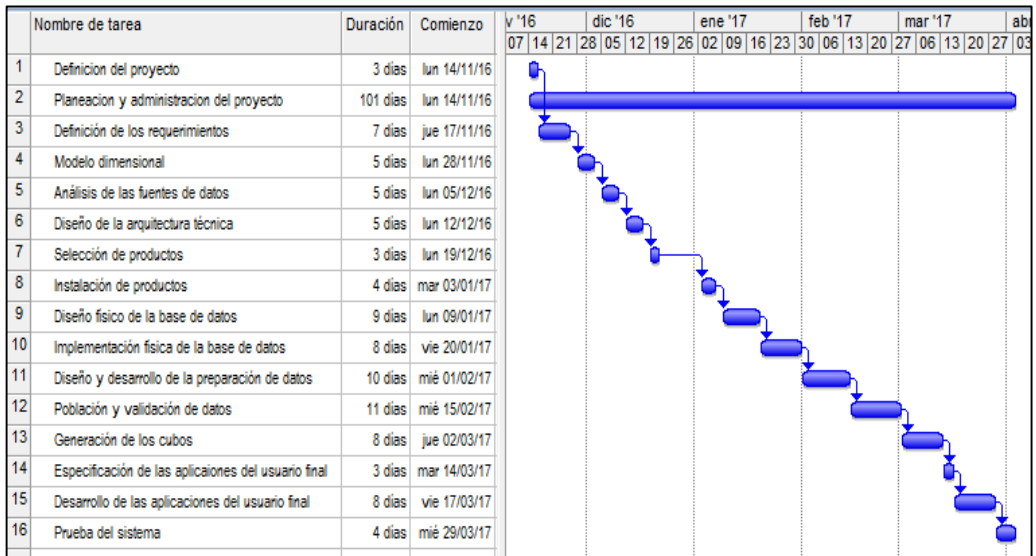 Nombre de tarea Duración Comienzo v '16 dic '16 ene '17 feb '17 mar '17 abr
07 14 21 28 05 12 19 26 02 09 16 23 30 06 13 20 27 06 13 20 27 03
1 Definicion del proyecto 3 días lun 14/11/16
2 Planeacion y administracion del proyecto 101 días lun 14/11/16
3 Definición de los requerimientos 7 días jue 17/11/16
4 Modelo dimensional 5 días lun 28/11/16
5 Análisis de las fuentes de datos 5 días lun 05/12/16
6 Diseño de la arquitectura técnica 5 días lun 12/12/16
7 Selección de productos 3 días lun 19/12/16
8 Instalación de productos 4 días mar 03/01/17
9 Diseño físico de la base de datos 9 días lun 09/01/17
10 Implementación física de la base de datos 8 días vie 20/01/17
11 Diseño y desarrollo de la preparación de datos 10 días mié 01/02/17
12 Población y validación de datos 11 días mié 15/02/17
13 Generación de los cubos 8 días jue 02/03/17
14 Especificación de las aplicaiones del usuario final 3 días mar 14/03/17
15 Desarrollo de las aplicaciones del usuario final 8 días vie 17/03/17
16 Prueba del sistema 4 días mié 29/03/17